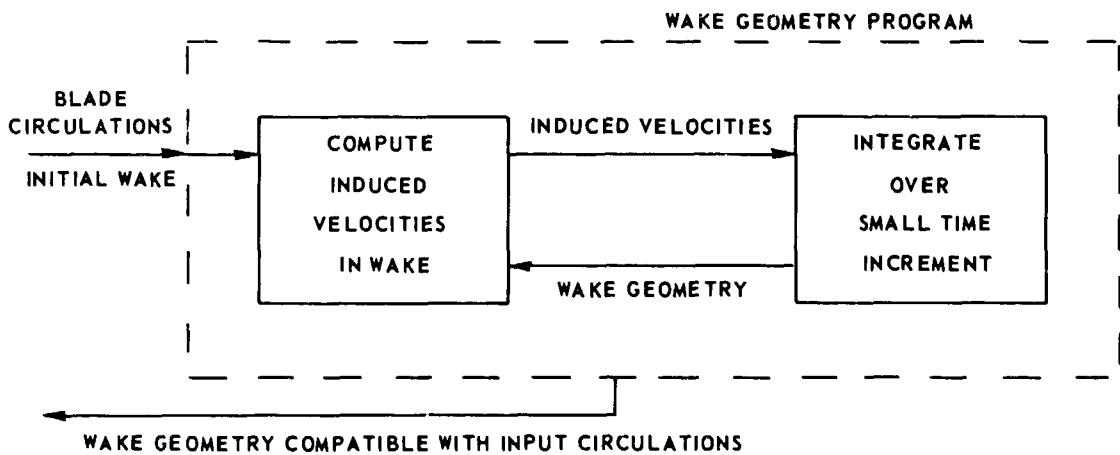 WAKE GEOMETRY PROGRAM
BLADE
CIRCULATIONS
INITIAL WAKE
COMPUTE
INDUCED
VELOCITIES
IN WAKE
INDUCED VELOCITIES
WAKE GEOMETRY
INTEGRATE
OVER
SMALL TIME
INCREMENT
WAKE GEOMETRY COMPATIBLE WITH INPUT CIRCULATIONS